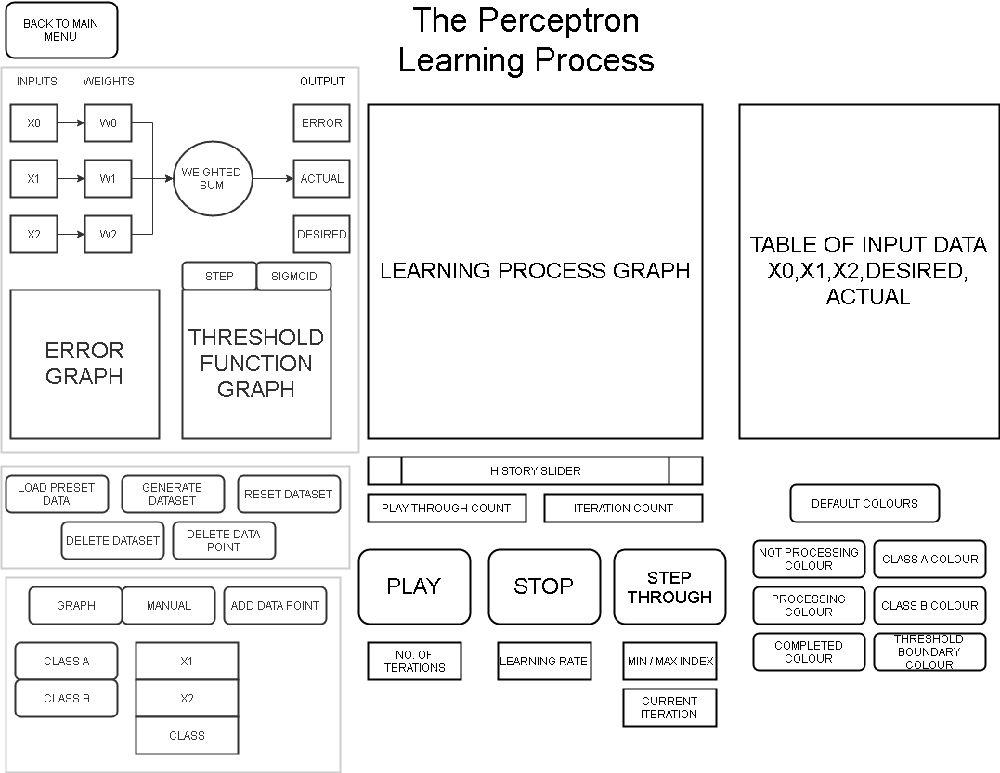 BACK TO MAIN
MENU
The Perceptron
Learning Process
INPUTS
WEIGHTS
OUTPUT
X0
W0
ERROR
X1
W1
WEIGHTED
SUM
ACTUAL
X2
W2
DESIRED
STEP
SIGMOID
ERROR
GRAPH
THRESHOLD
FUNCTION
GRAPH
LEARNING PROCESS GRAPH
TABLE OF INPUT DATA
X0,X1,X2,DESIRED,
ACTUAL
HISTORY SLIDER
PLAY THROUGH COUNT
ITERATION COUNT
LOAD PRESET
DATA
GENERATE
DATASET
RESET DATASET
DELETE DATASET
DELETE DATA
POINT
GRAPH
MANUAL
ADD DATA POINT
CLASS A
CLASS B
X1
X2
CLASS
PLAY
STOP
STEP
THROUGH
NO. OF
ITERATIONS
LEARNING RATE
MIN / MAX INDEX
CURRENT
ITERATION
DEFAULT COLOURS
NOT PROCESSING
COLOUR
CLASS A COLOUR
PROCESSING
COLOUR
CLASS B COLOUR
COMPLETED
COLOUR
THRESHOLD
BOUNDARY
COLOUR